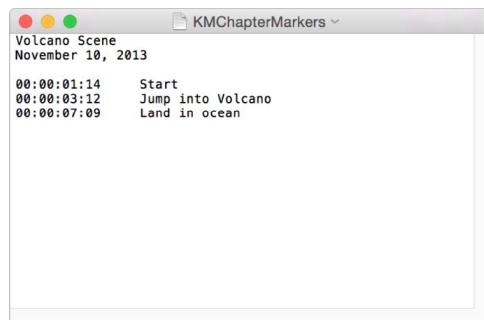 KMChapterMarkers
Volcano Scene
November 10, 2013
00:00:01:14 Start
00:00:03:12 Jump into Volcano
00:00:07:09 Land in ocean